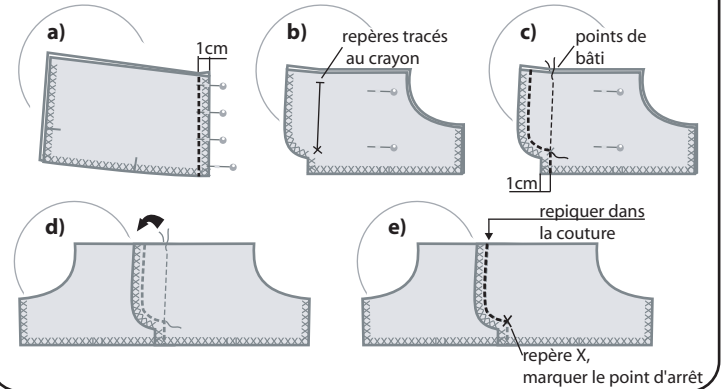 a)
1cm
b)
repères tracés
au crayon
c)
points de
bâti
1cm
d)
e)
repiquer dans
la couture
repère X,
marquer le point d'arrêt